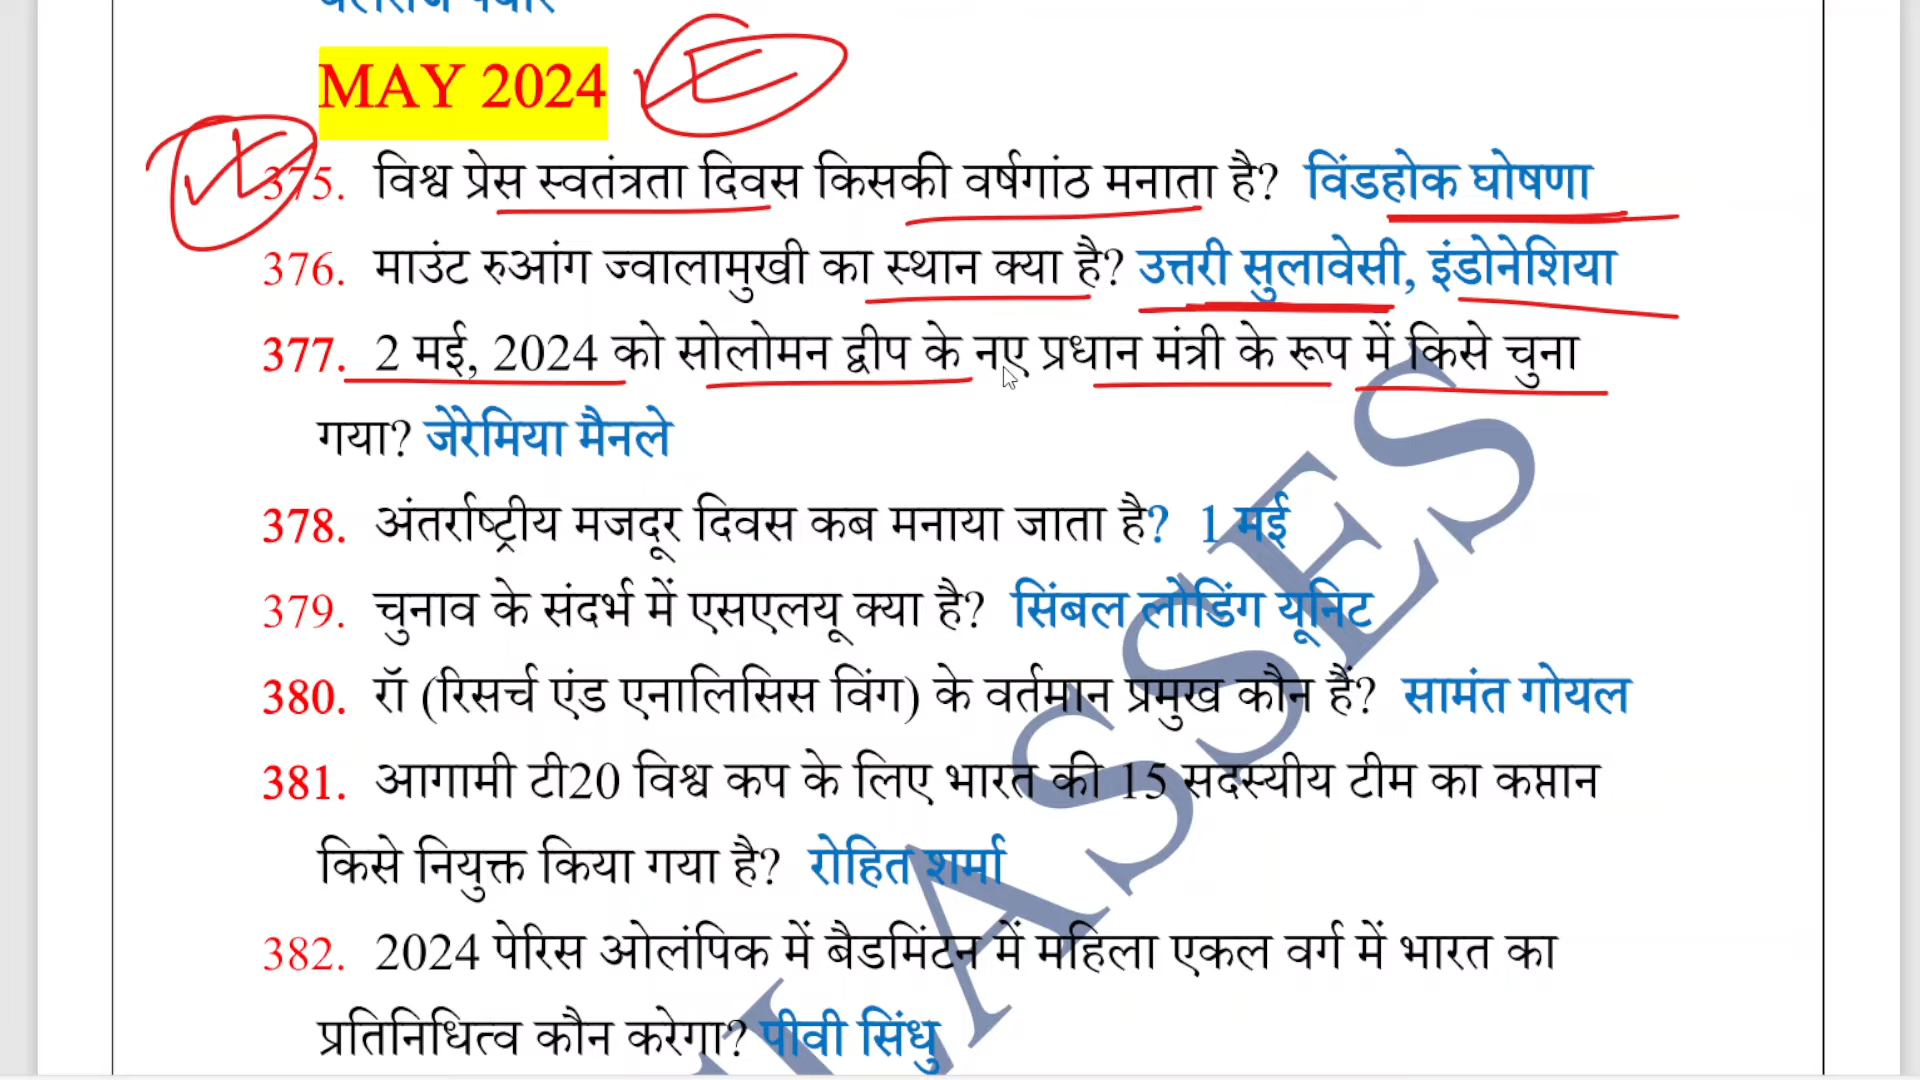 MAY 2024
375. विश्व प्रेस स्वतंत्रता दिवस किसकी वर्षगांठ मनाता है? विंडहोक घोषणा
376. माउंट रुआंग ज्वालामुखी का स्थान क्या है? उत्तरी सुलावेसी, इंडोनेशिया
377. 2 मई, 2024 को सोलोमन द्वीप के नए प्रधान मंत्री के रूप में किसे चुना
गया? जेरेमिया मैनले
378. अंतर्राष्ट्रीय मजदूर दिवस कब मनाया जाता है? 1 मई
379. चुनाव के संदर्भ में एसएलयू क्या है? सिंबल लोडिंग यूनिट
380. रॉ (रिसर्च एंड एनालिसिस विंग) के वर्तमान प्रमुख कौन हैं? सामंत गोयल
381. आगामी टी20 विश्व कप के लिए भारत की 15 सदस्यीय टीम का कप्तान
किसे नियुक्त किया गया है? रोहित शर्मा
382. 2024 पेरिस ओलंपिक में बैडमिंटन में महिला एकल वर्ग में भारत का
प्रतिनिधित्व कौन करेगा? पीवी सिंधु